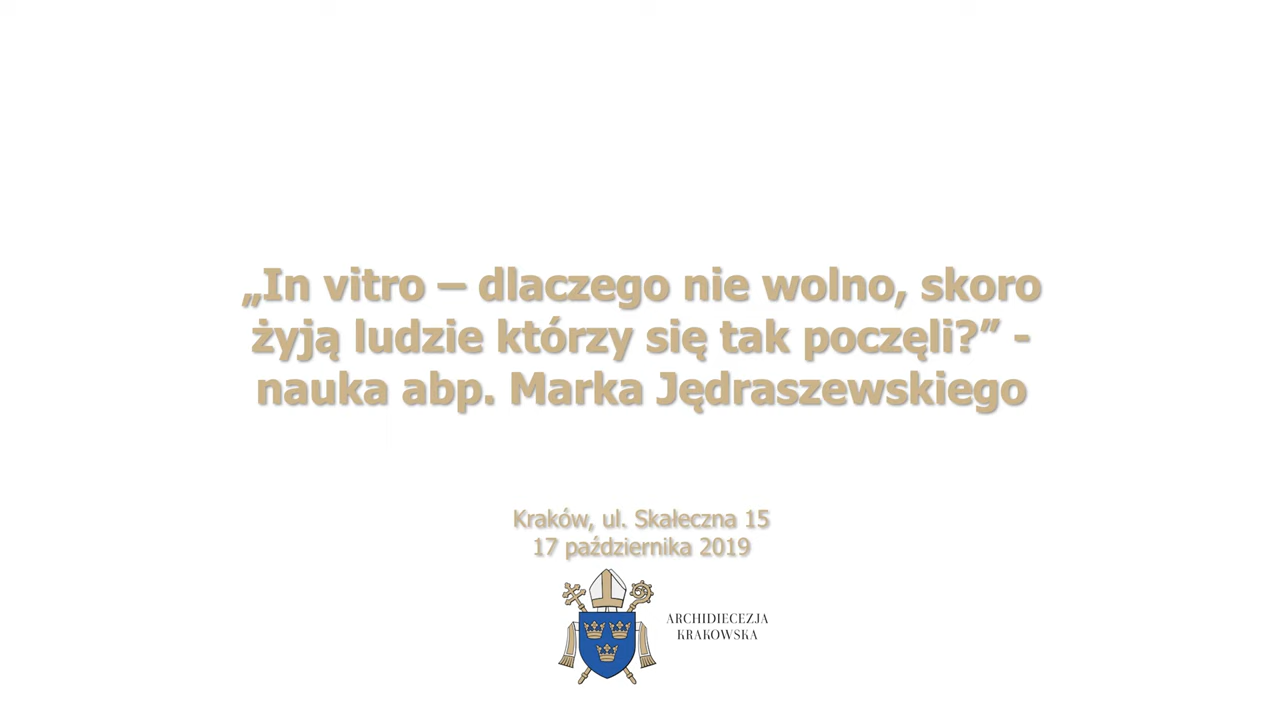 „In vitro – dlaczego nie wolno, skoro
żyją ludzie którzy się tak poczęli?” -
nauka abp. Marka Jędraszewskiego
Kraków, ul. Skałeczna 15
17 października 2019
ARCHIDIECEZJA
KRAKOWSKA